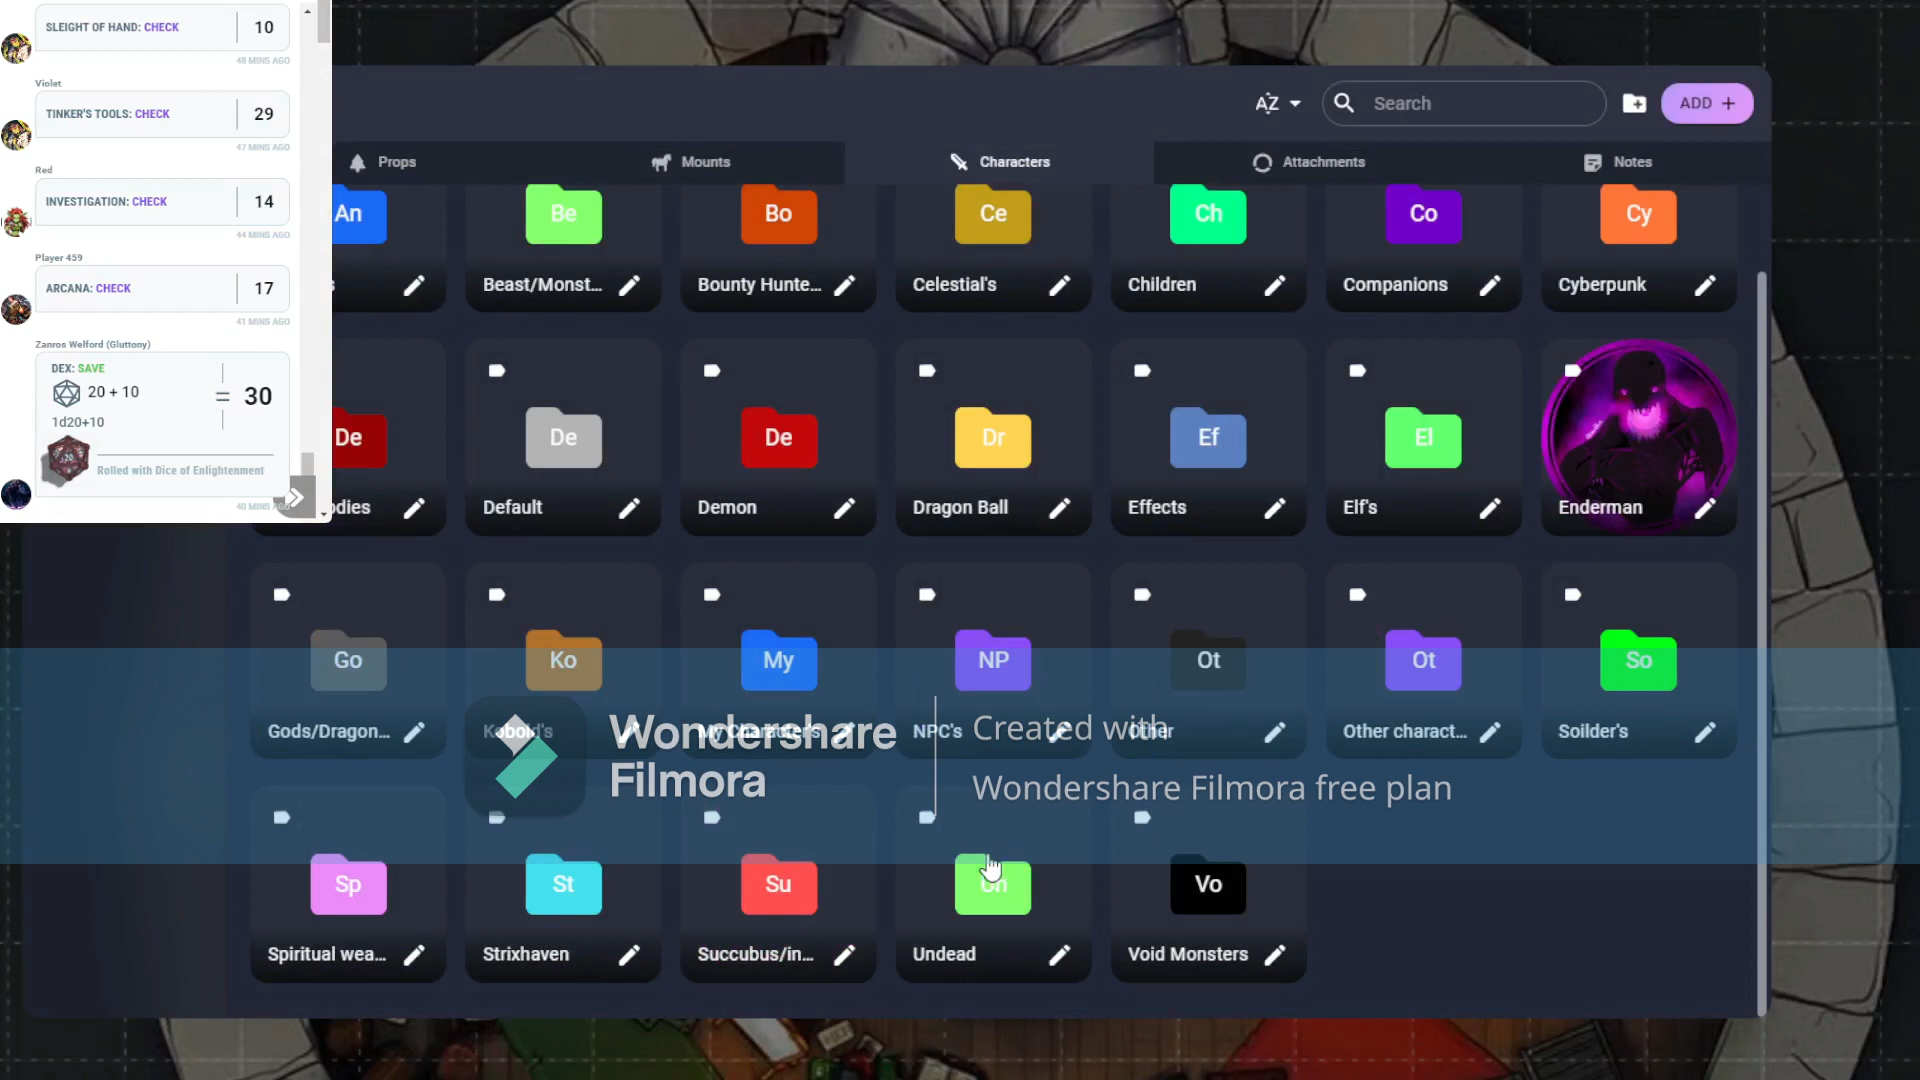 SLEIGHT OF HAND: CHECK 10
48 MINS AGO
Violet
TINKER'S TOOLS: CHECK 29
47 MINS AGO
Red
INVESTIGATION: CHECK 14
44 MINS AGO
Player 459
ARCANA: CHECK 17
41 MINS AGO
Zanros Welford (Gluttony)
DEX: SAVE
20 + 10 = 30
1d20+10
Rolled with Dice of Enlightenment
40 MINS
AZ Search ADD +
Props Mounts Characters Attachments Notes
An Be Bo Ce Ch Co Cy
Beast/Monst... Bounty Hunte... Celestial's Children Companions Cyberpunk
De De De Dr Ef El
Default Demon Dragon Ball Effects Elf's Enderman
Go Ko My NP Ot Ot So
Gods/Dragon... Kobold's My Character's NPC's Other Other charact... Soilder's
Wondershare
Filmora
Created with
Wondershare Filmora free plan
Sp St Su Un Vo
Spiritual wea... Strixhaven Succubus/in... Undead Void Monsters